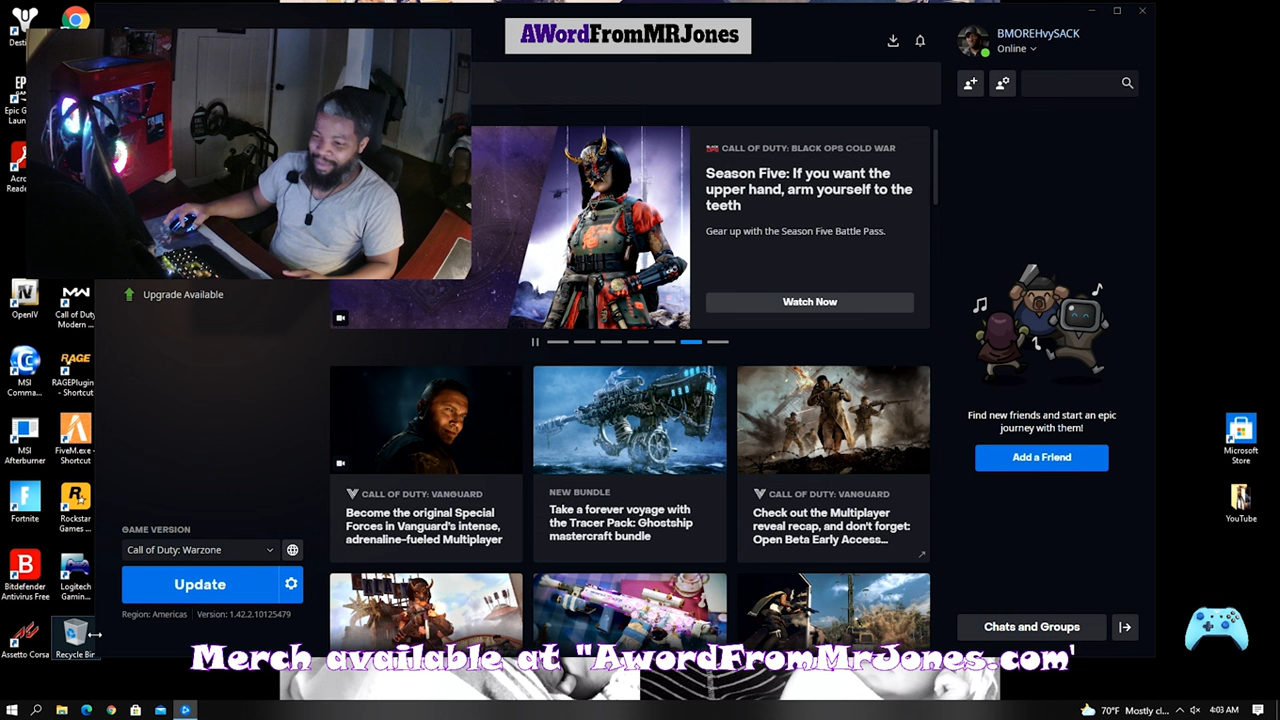 AWordFromMRJones
BMOREHvySACK
Online
CALL OF DUTY: BLACK OPS COLD WAR
Season Five: If you want the
upper hand, arm yourself to the
teeth
Gear up with the Season Five Battle Pass.
Watch Now
Upgrade Available
OpenIV
Call of Duty
Modern ...
MSI
Comma...
RAGE
RAGEPlugin
- Shortcut
MSI
Afterburner
FiveM.exe -
Shortcut
Fortnite
Rockstar
Games ...
Bitdefender
Antivirus Free
Logitech
Gamin...
Assetto Corsa
Recycle Bin
CALL OF DUTY: VANGUARD
Become the original Special
Forces in Vanguard's intense,
adrenaline-fueled Multiplayer
NEW BUNDLE
Take a forever voyage with
the Tracer Pack: Ghostship
mastercraft bundle
CALL OF DUTY: VANGUARD
Check out the Multiplayer
reveal recap, and don't forget:
Open Beta Early Access...
GAME VERSION
Call of Duty: Warzone
Update
Region: Americas
Version: 1.42.2.10125479
Find new friends and start an epic
journey with them!
Add a Friend
Chats and Groups
Microsoft
Store
YouTube
Merch available at "AwordFromMrJones.com'
70°F Mostly cl...
4:03 AM